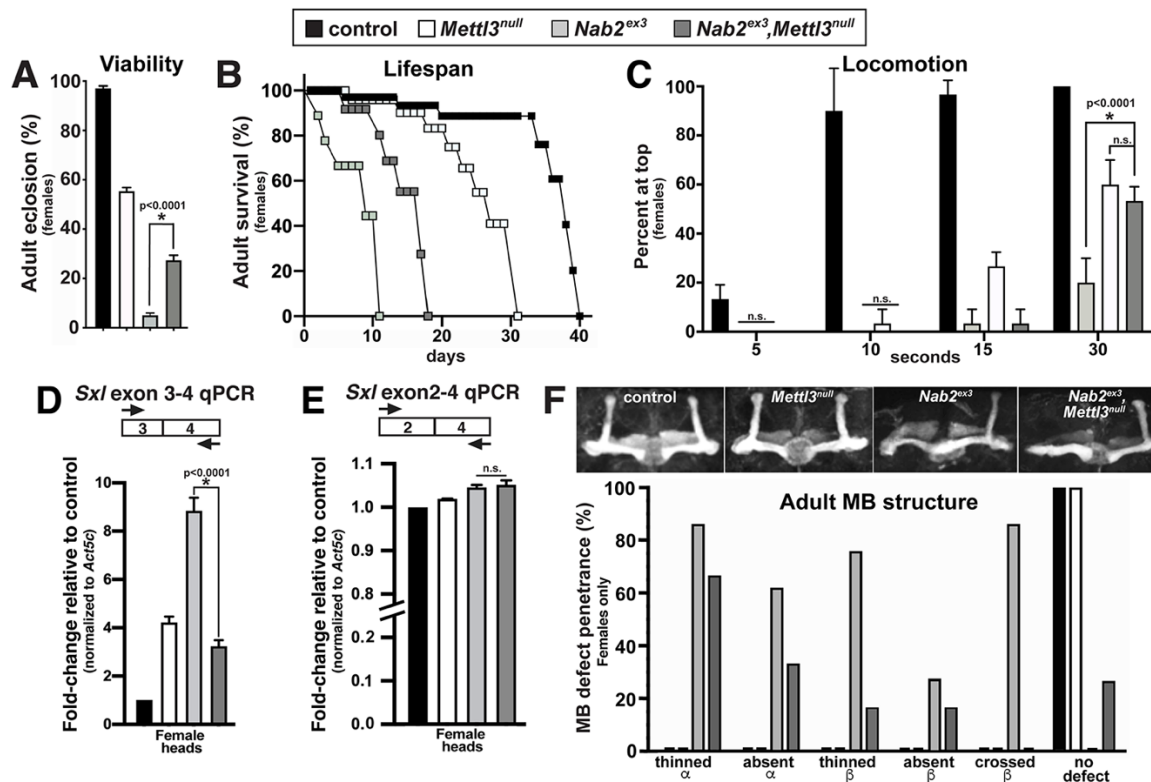 control Mettl3null Nab2ex3 Nab2ex3,Mettl3null
A Viability
Adult eclosion (%)
(females)
100
80
60
40
20
0
p<0.0001
*
B Lifespan
Adult survival (%)
(females)
100
80
60
40
20
0
0 10 20 30 40
days
C Locomotion
Percent at top
(females)
100
80
60
40
20
0
n.s.
n.s.
p<0.0001
*
n.s.
5 10 15 30
seconds
D Sxl exon 3-4 qPCR
3 4
Fold-change relative to control
(normalized to Act5c)
10
8
6
4
2
0
p<0.0001
*
Female
heads
E Sxl exon2-4 qPCR
2 4
Fold-change relative to control
(normalized to Act5c)
1.1
1.0
0.9
0.8
0.2
0.1
0.0
n.s.
Female
heads
F
control Mettl3null Nab2ex3 Nab2ex3,
Mettl3null
Adult MB structure
MB defect penetrance (%)
Females only
100
80
60
40
20
0
thinned absent thinned absent crossed no
α α β β β defect